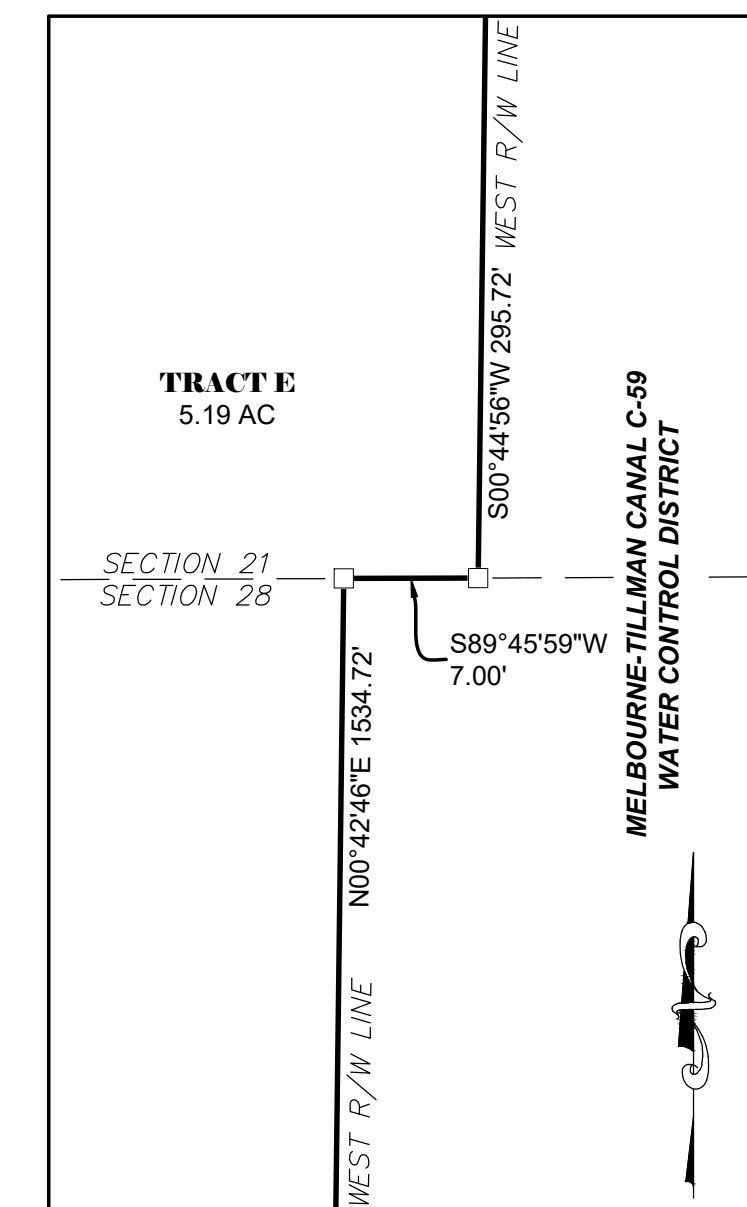 WEST R/W LINE
S00°44'56"W 295.72'
TRACT E
5.19 AC
MELBOURNE-TILLMAN CANAL C-59
WATER CONTROL DISTRICT
SECTION 21
SECTION 28
S89°45'59"W
7.00'
N00°42'46"E 1534.72'
WEST R/W LINE